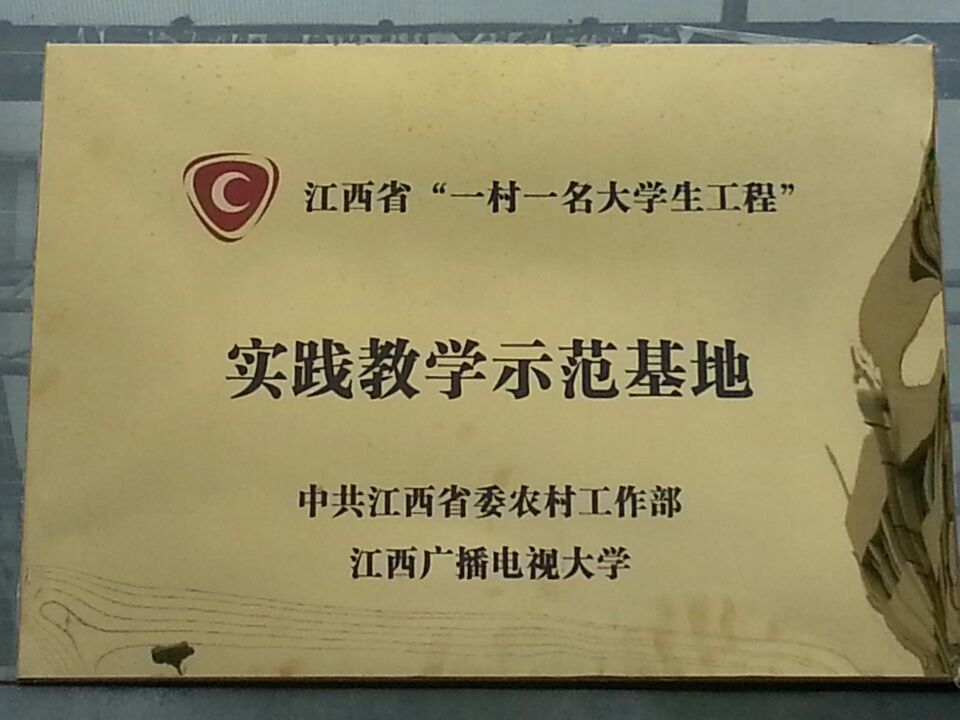 江西省“一村一名大学生工程”
实践教学示范基地
中共江西省委农村工作部
江西广播电视大学